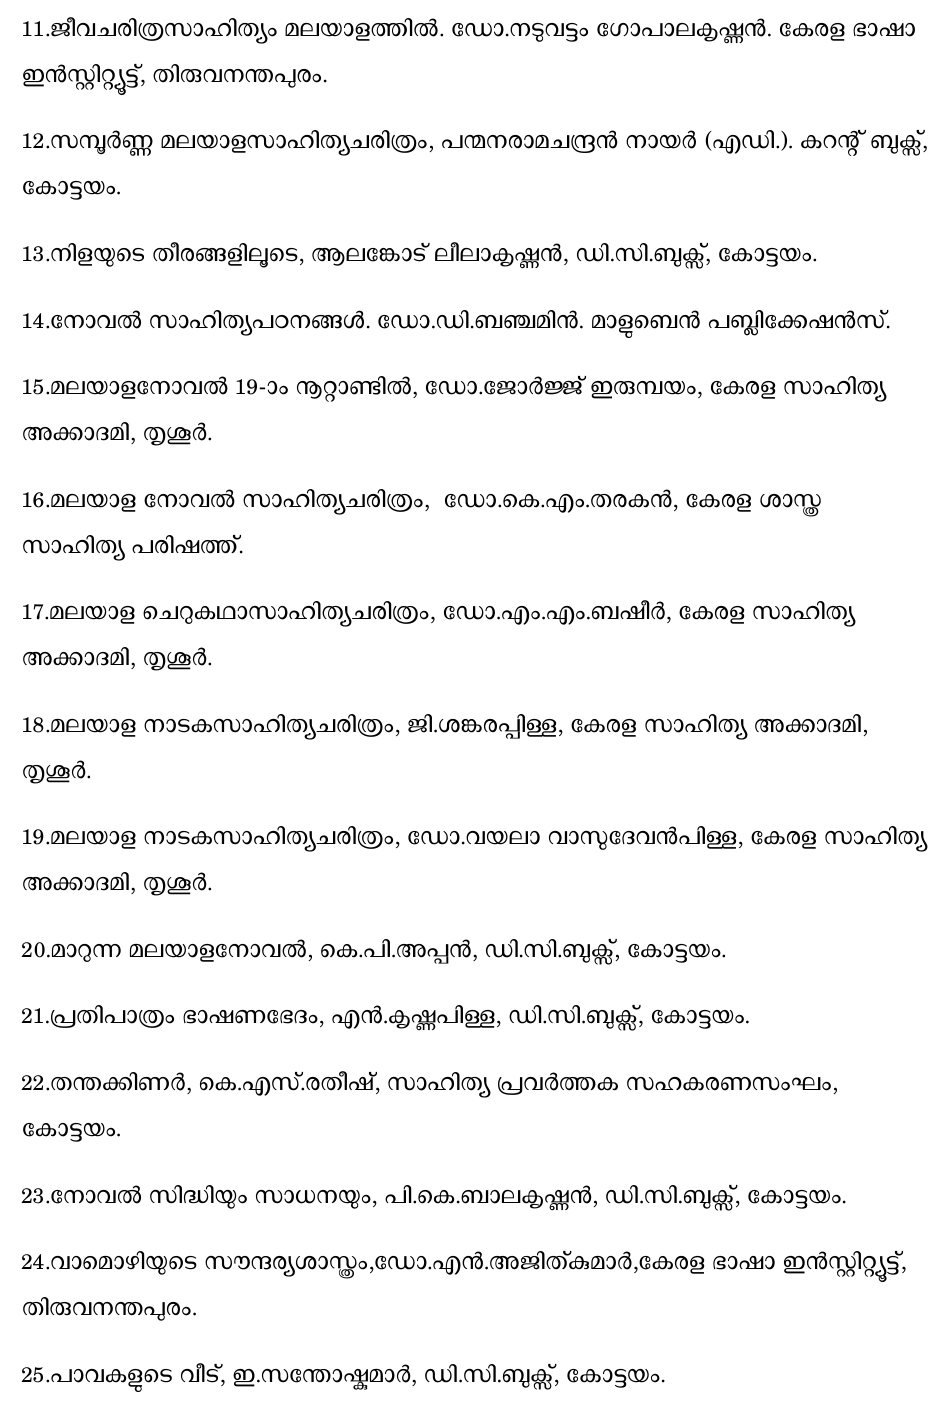 11.ജീവചരിത്രസാഹിത്യം മലയാളത്തിൽ. ഡോ.നടുവട്ടം ഗോപാലകൃഷ്ണൻ. കേരള ഭാഷാ
ഇൻസ്റ്റിറ്റ്യൂട്ട്, തിരുവനന്തപുരം.
12.സമ്പൂർണ്ണ മലയാളസാഹിത്യചരിത്രം, പന്മനരാമചന്ദ്രൻ നായർ (എഡി.). കറന്റ് ബുക്സ്,
കോട്ടയം.
13.നിളയുടെ തീരങ്ങളിലൂടെ, ആലങ്കോട് ലീലാകൃഷ്ണൻ, ഡി.സി.ബുക്സ്, കോട്ടയം.
14.നോവൽ സാഹിത്യപഠനങ്ങൾ. ഡോ.ഡി.ബഞ്ചമിൻ. മാളുബെൻ പബ്ലിക്കേഷൻസ്.
15.മലയാളനോവൽ 19-ാം നൂറ്റാണ്ടിൽ, ഡോ.ജോർജ്ജ് ഇരുമ്പയം, കേരള സാഹിത്യ
അക്കാദമി, തൃശൂർ.
16.മലയാള നോവൽ സാഹിത്യചരിത്രം, ഡോ.കെ.എം.തരകൻ, കേരള ശാസ്ത്ര
സാഹിത്യ പരിഷത്ത്.
17.മലയാള ചെറുകഥാസാഹിത്യചരിത്രം, ഡോ.എം.എം.ബഷീർ, കേരള സാഹിത്യ
അക്കാദമി, തൃശൂർ.
18.മലയാള നാടകസാഹിത്യചരിത്രം, ജി.ശങ്കരപ്പിള്ള, കേരള സാഹിത്യ അക്കാദമി,
തൃശൂർ.
19.മലയാള നാടകസാഹിത്യചരിത്രം, ഡോ.വയലാ വാസുദേവൻപിള്ള, കേരള സാഹിത്യ
അക്കാദമി, തൃശൂർ.
20.മാറുന്ന മലയാളനോവൽ, കെ.പി.അപ്പൻ, ഡി.സി.ബുക്സ്, കോട്ടയം.
21.പ്രതിപാത്രം ഭാഷണഭേദം, എൻ.കൃഷ്ണപിള്ള, ഡി.സി.ബുക്സ്, കോട്ടയം.
22.തന്തക്കിണർ, കെ.എസ്.രതീഷ്, സാഹിത്യ പ്രവർത്തക സഹകരണസംഘം,
കോട്ടയം.
23.നോവൽ സിദ്ധിയും സാധനയും, പി.കെ.ബാലകൃഷ്ണൻ, ഡി.സി.ബുക്സ്, കോട്ടയം.
24.വാമൊഴിയുടെ സൗന്ദര്യശാസ്ത്രം,ഡോ.എൻ.അജിത്കുമാർ,കേരള ഭാഷാ ഇൻസ്റ്റിറ്റ്യൂട്ട്,
തിരുവനന്തപുരം.
25.പാവകളുടെ വീട്, ഇ.സന്തോഷ്കുമാർ, ഡി.സി.ബുക്സ്, കോട്ടയം.